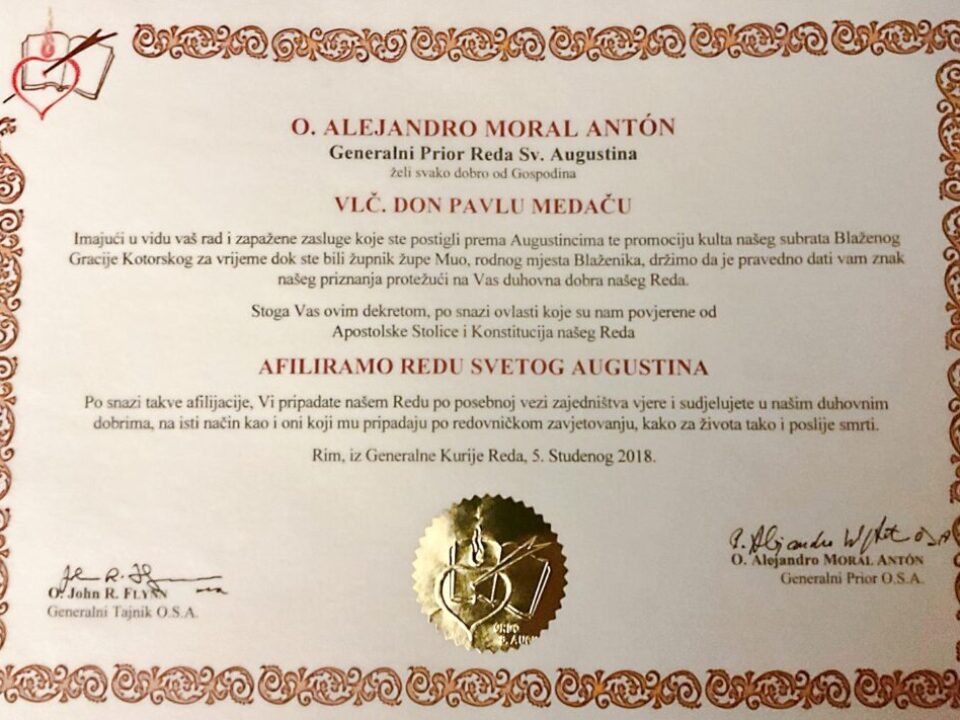 O. ALEJANDRO MORAL ANTÓN
Generalni Prior Reda Sv. Augustina
želi svako dobro od Gospodina
VLČ. DON PAVLU MEDAČU
Imajući u vidu vaš rad i zapažene zasluge koje ste postigli prema Augustincima te promociju kulta našeg subrata Blaženog
Gracije Kotorskog za vrijeme dok ste bili župnik župe Muo, rodnog mjesta Blaženika, držimo da je pravedno dati vam znak
našeg priznanja protežući na Vas duhovna dobra našeg Reda.
Stoga Vas ovim dekretom, po snazi ovlasti koje su nam povjerene od
Apostolske Stolice i Konstitucija našeg Reda
AFILIRAMO REDU SVETOG AUGUSTINA
Po snazi takve afilijacije, Vi pripadate našem Redu po posebnoj vezi zajedništva vjere i sudjelujete u našim duhovnim
dobrima, na isti način kao i oni koji mu pripadaju po redovničkom zavjetovanju, kako za života tako i poslije smrti.
Rim, iz Generalne Kurije Reda, 5. Studenog 2018.
O. John R. FLYNN
Generalni Tajnik O.S.A.
ORDO
S. AUG
O. Alejandro MORAL ANTÓN
Generalni Prior O.S.A.